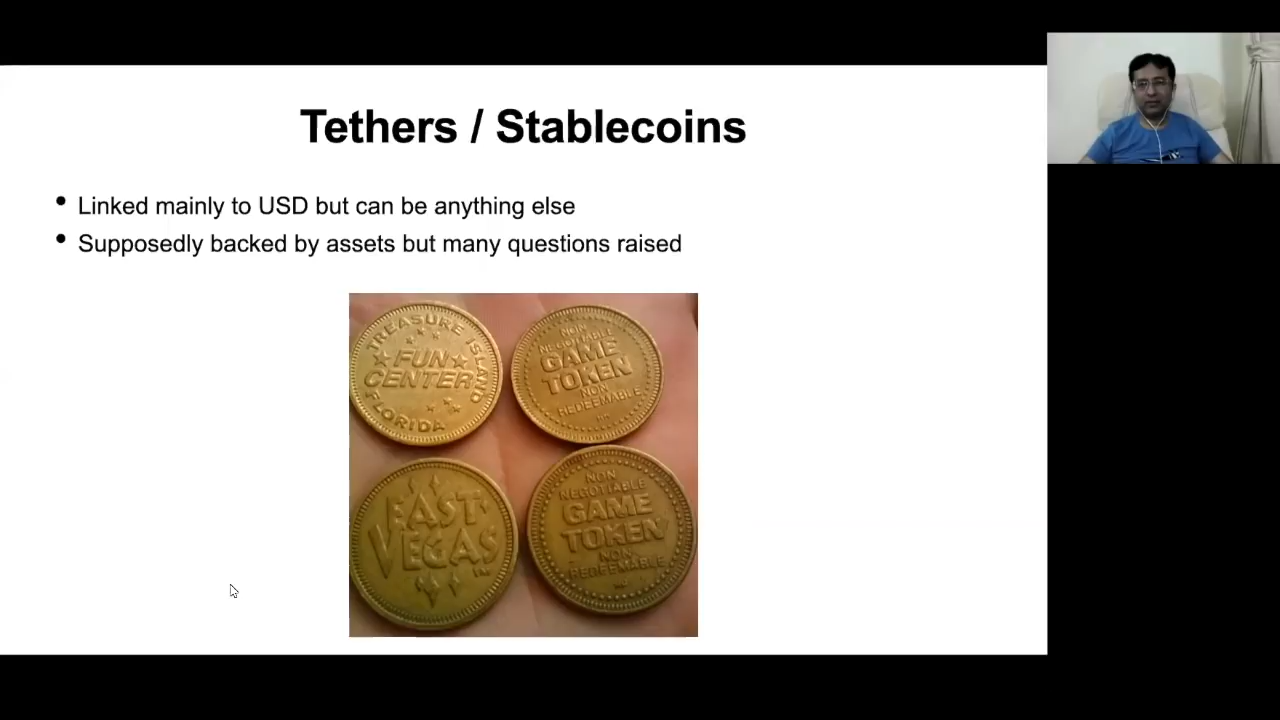 Tethers / Stablecoins
• Linked mainly to USD but can be anything else
• Supposedly backed by assets but many questions raised
TREASURE ISLAND
FUN
CENTER
FLORIDA
NON
NEGOTIABLE
GAME
TOKEN
NON
REDEEMABLE
FAST
VEGAS
NON
NEGOTIABLE
GAME
TOKEN
NON
REDEEMABLE